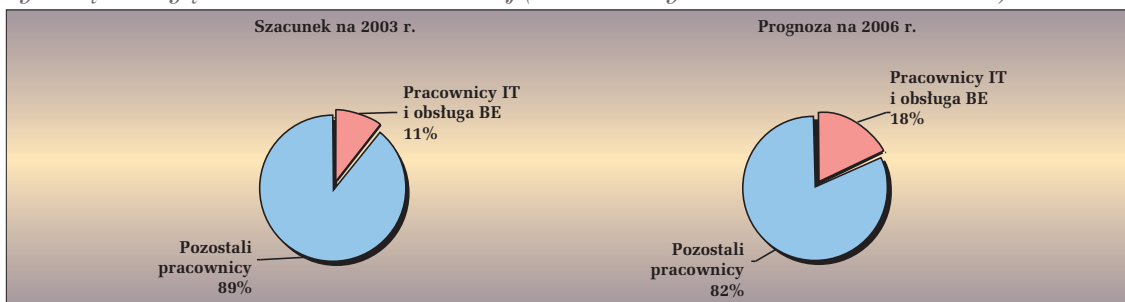 Szacunek na 2003 r.
Pracownicy IT
i obsługa BE
11%
Pozostali
pracownicy
89%
Prognoza na 2006 r.
Pracownicy IT
i obsługa BE
18%
Pozostali
pracownicy
82%